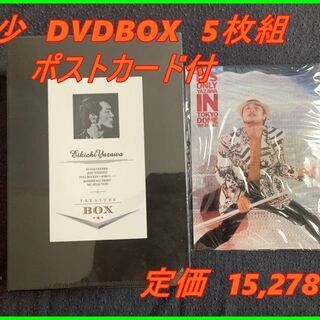 少 DVDBOX 5枚組
ポストカード付
Eikichi Yazawa
TREASURE
BOX
ONLY
YAZAWA
IN
TOKYO
DOME
定価 15,278